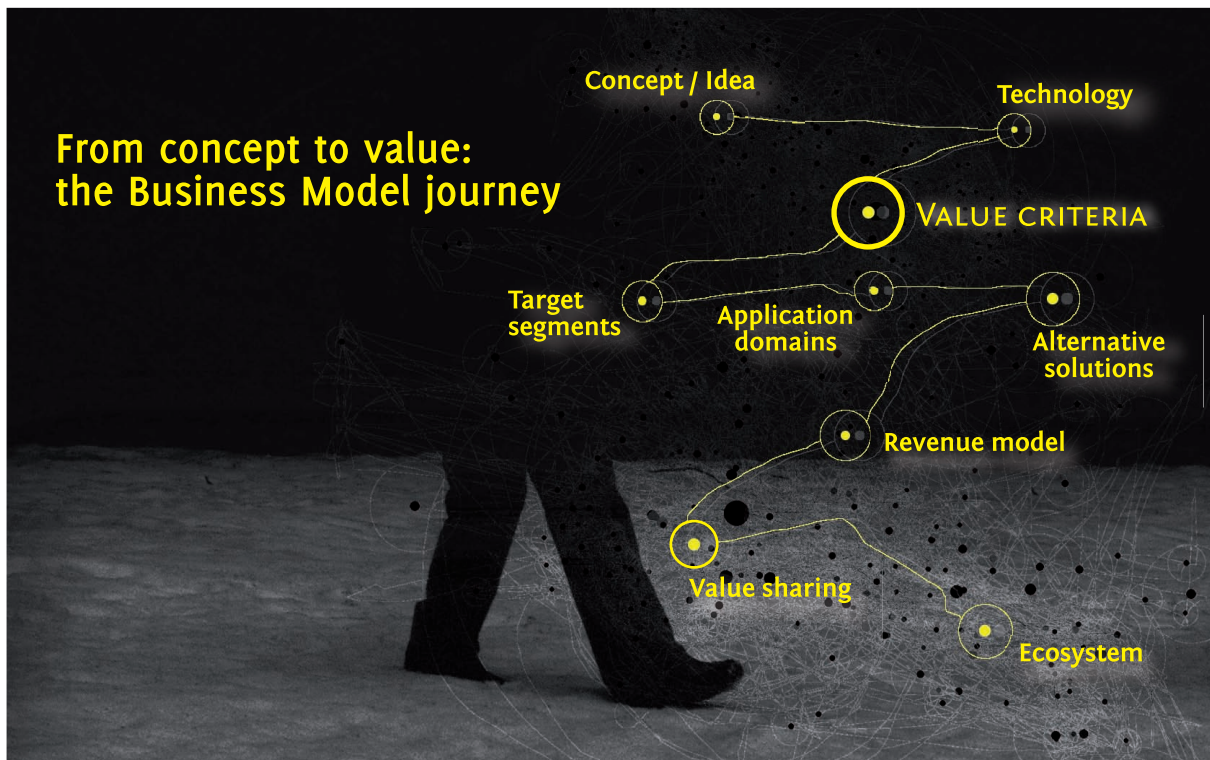 From concept to value:
the Business Model journey
Concept / Idea
Technology
VALUE CRITERIA
Target
segments
Application
domains
Alternative
solutions
Revenue model
Value sharing
Ecosystem